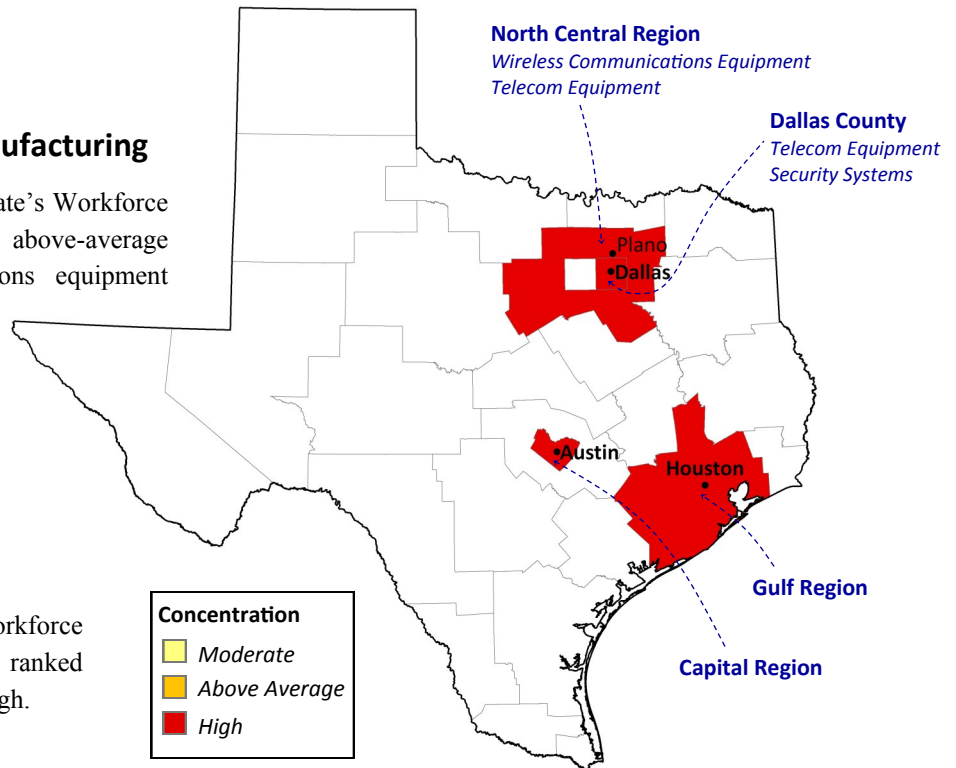 ufacturing
ate's Workforce
above-average
ons equipment
orkforce
ranked
gh.
North Central Region
Wireless Communications Equipment
Telecom Equipment
Dallas County
Telecom Equipment
Security Systems
Plano
Dallas
Austin
Houston
Gulf Region
Capital Region
Concentration
Moderate
Above Average
High